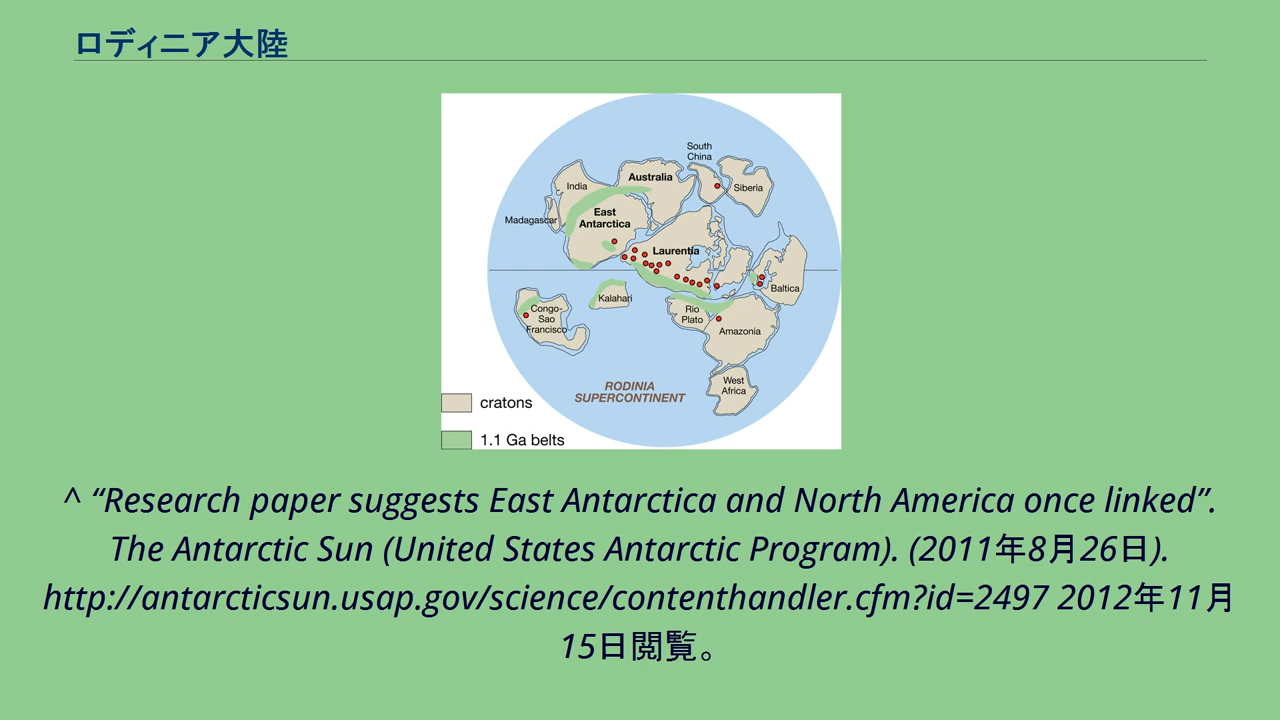 ロディニア大陸
South
China
India
Australia
Siberia
Madagascar
East
Antarctica
Laurentia
Baltica
Kalahari
Congo-
Sao
Francisco
Rio
Plato
Amazonia
West
Africa
RODINIA
SUPERCONTINENT
cratons
1.1 Ga belts
^ “Research paper suggests East Antarctica and North America once linked”.
The Antarctic Sun (United States Antarctic Program). (2011年8月26日).
http://antarcticsun.usap.gov/science/contenthandler.cfm?id=2497 2012年11月
15日閲覧。